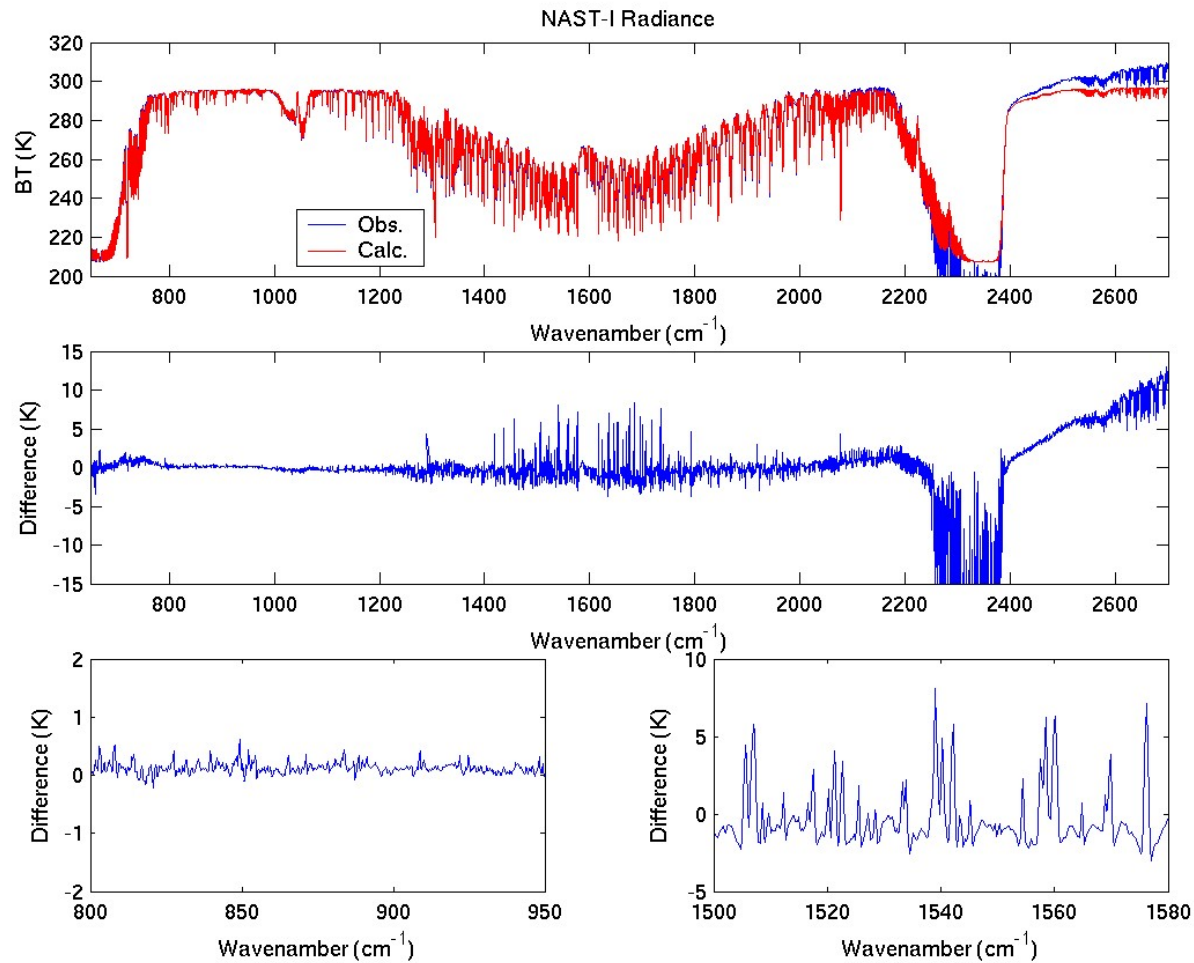 NAST-I Radiance
320
300
280
260
240
220
200
BT (K)
Obs.
Calc.
800 1000 1200 1400 1600 1800 2000 2200 2400 2600
Wavenamber (cm⁻¹)
15
10
5
0
-5
-10
-15
Difference (K)
800 1000 1200 1400 1600 1800 2000 2200 2400 2600
Wavenamber (cm⁻¹)
2
1
0
-1
-2
Difference (K)
800 850 900 950
Wavenamber (cm⁻¹)
10
5
0
-5
Difference (K)
1500 1520 1540 1560 1580
Wavenamber (cm⁻¹)